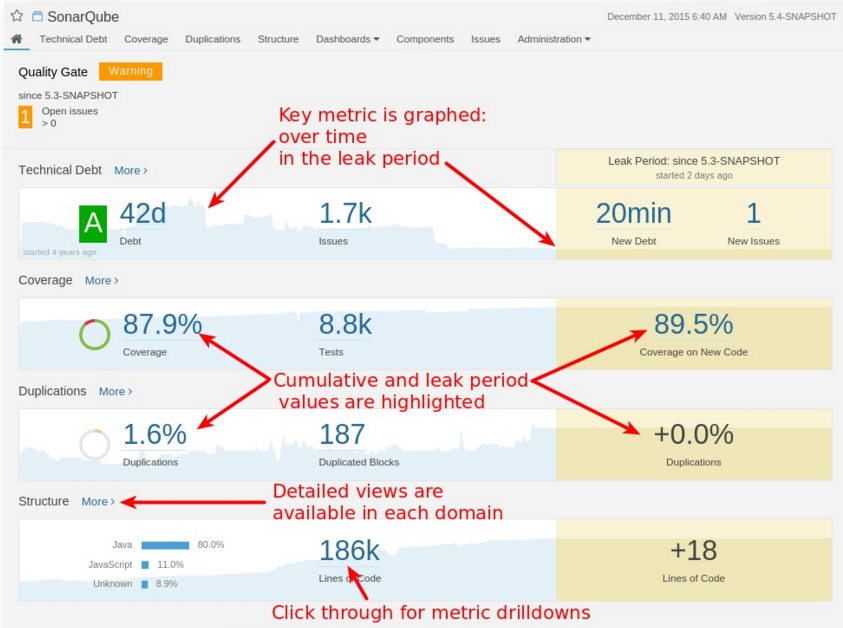 SonarQube
December 11, 2015 6:40 AM Version 5.4-SNAPSHOT
Technical Debt Coverage Duplications Structure Dashboards Components Issues Administration
Quality Gate Warning
since 5.3-SNAPSHOT
1 Open issues
> 0
Key metric is graphed:
over time
in the leak period
Leak Period: since 5.3-SNAPSHOT
started 2 days ago
Technical Debt More ›
A 42d 1.7k 20min 1
Debt Issues New Debt New Issues
started 4 years ago
Coverage More ›
87.9% 8.8k 89.5%
Coverage Tests Coverage on New Code
Cumulative and leak period
values are highlighted
Duplications More ›
1.6% 187 +0.0%
Duplications Duplicated Blocks Duplications
Detailed views are
available in each domain
Structure More ›
Java 80.0%
JavaScript 11.0%
Unknown 8.9%
186k +18
Lines of Code Lines of Code
Click through for metric drilldowns